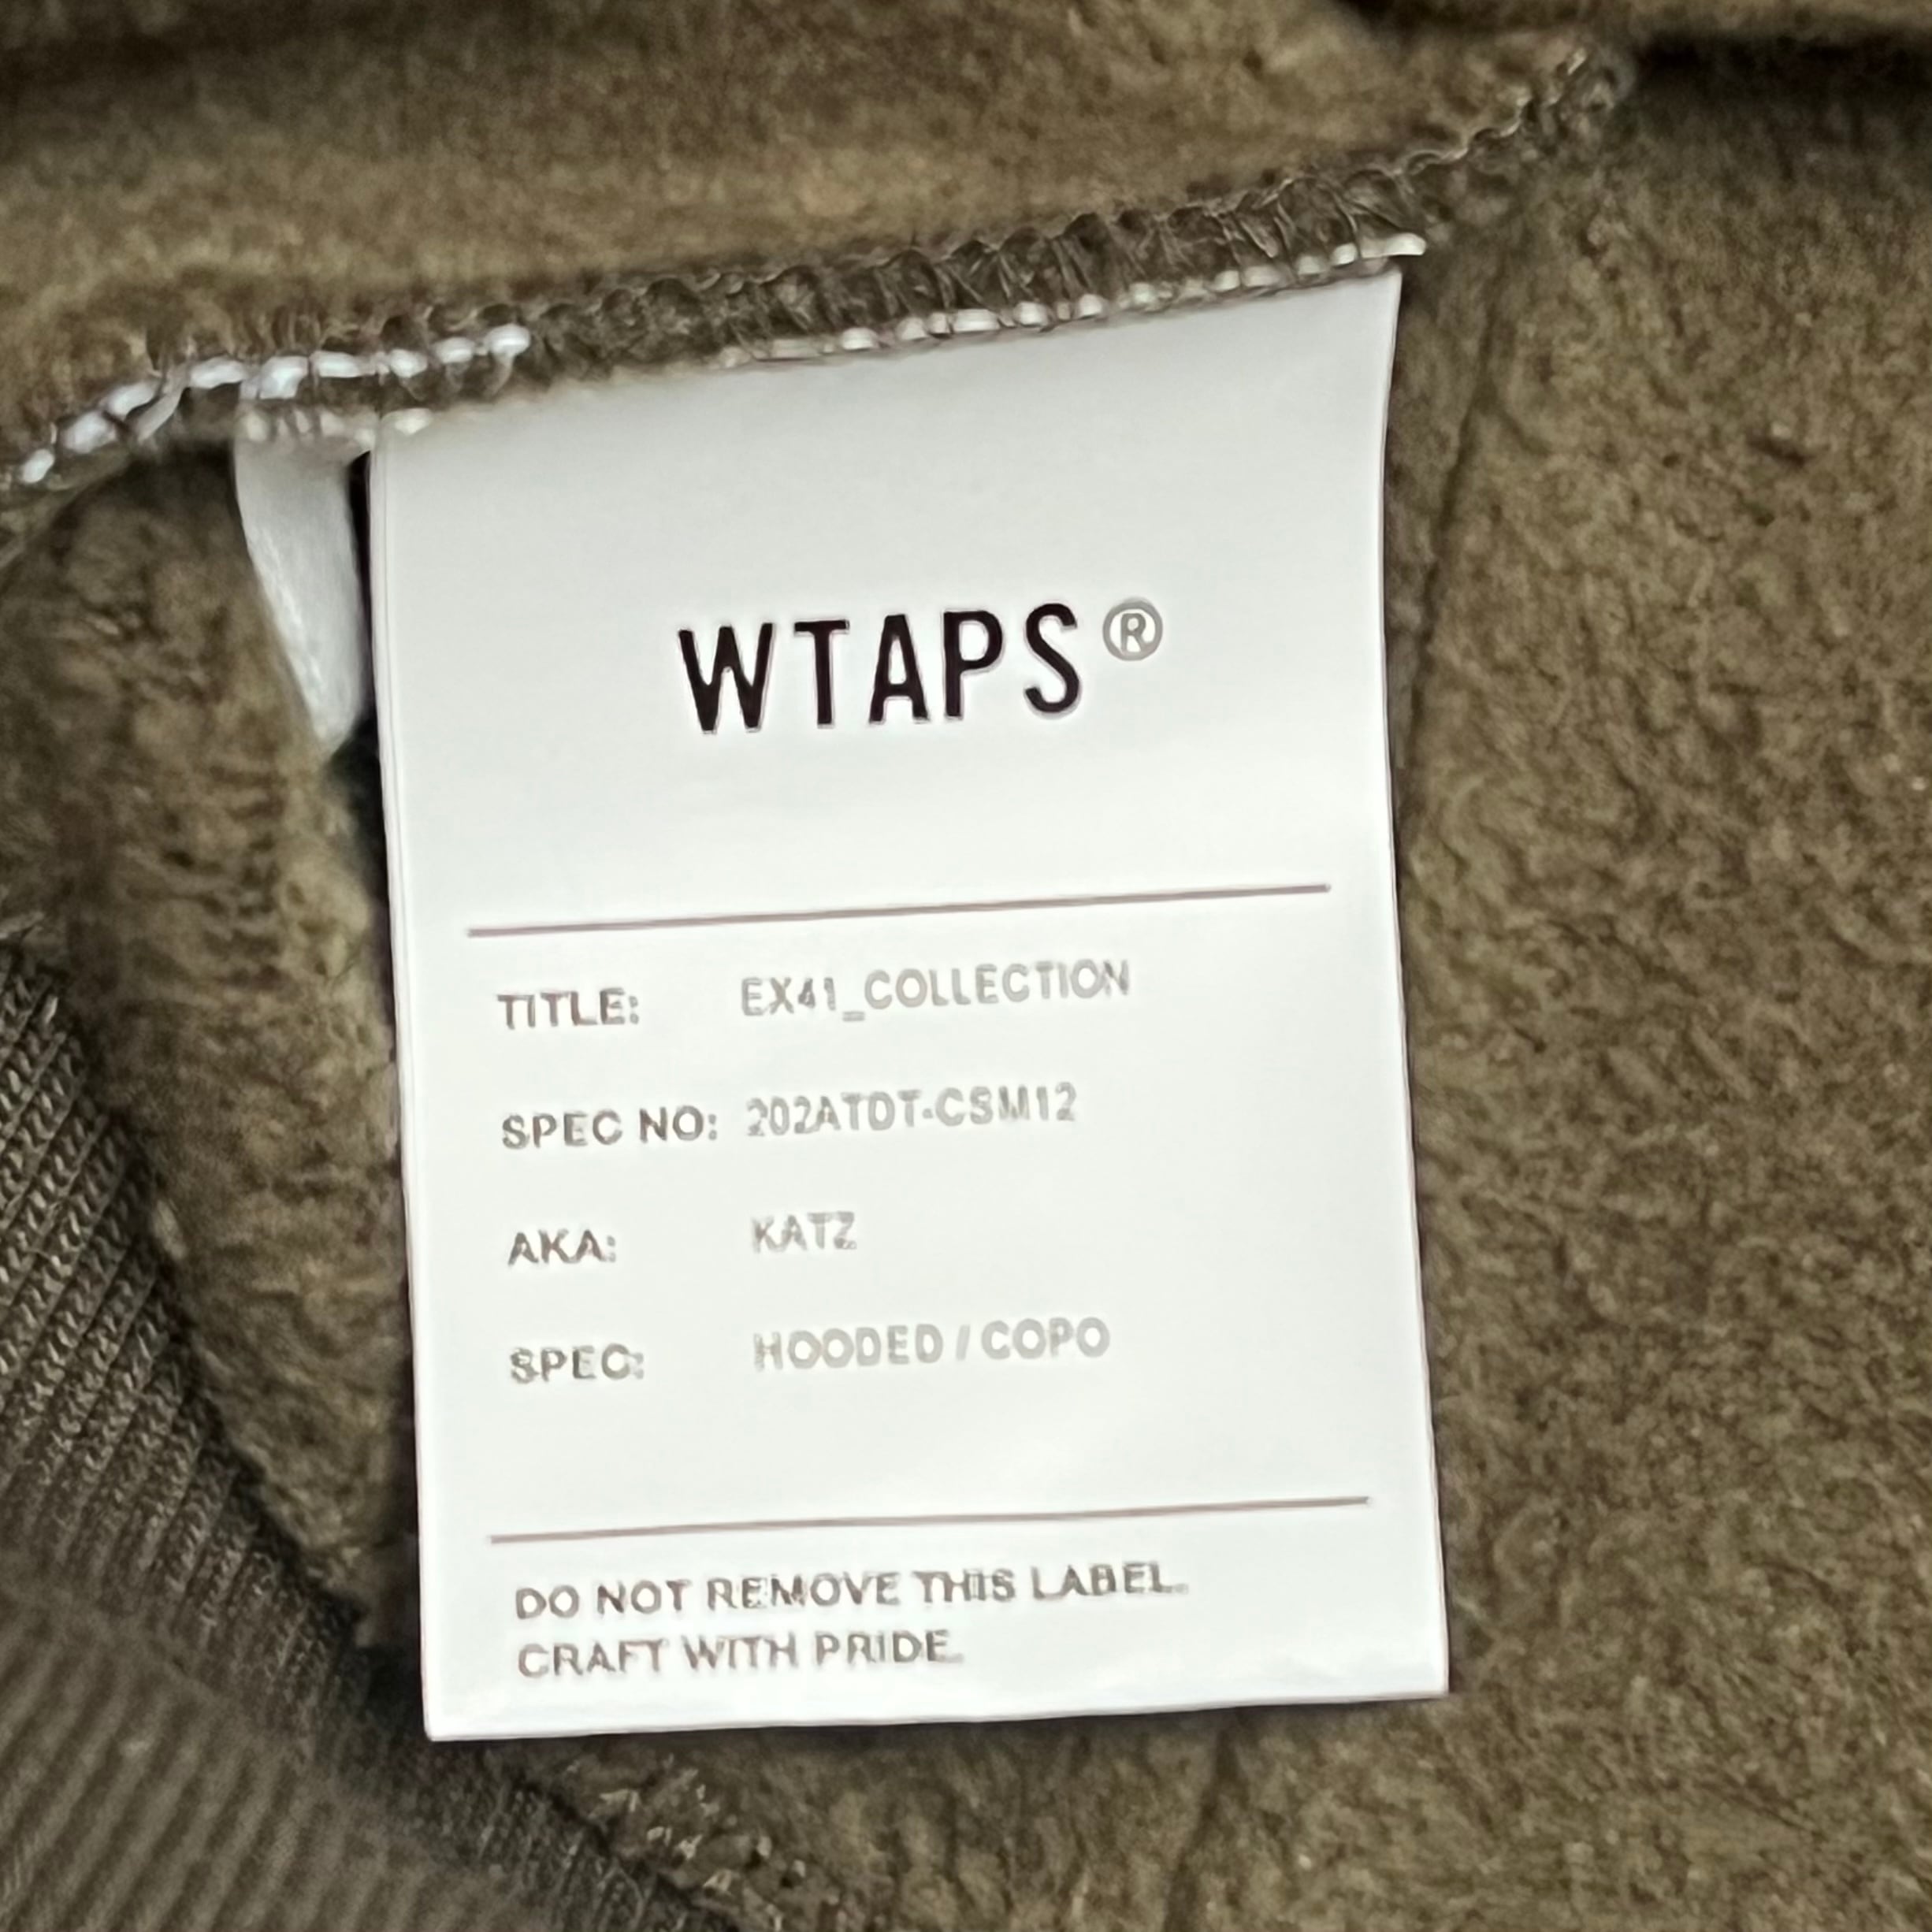 WTAPS®
TITLE: EX41_COLLECTION
SPEC NO: 202ATDT-CSM12
AKA: KATZ
SPEC: HOODED / COPO
DO NOT REMOVE THIS LABEL.
CRAFT WITH PRIDE.